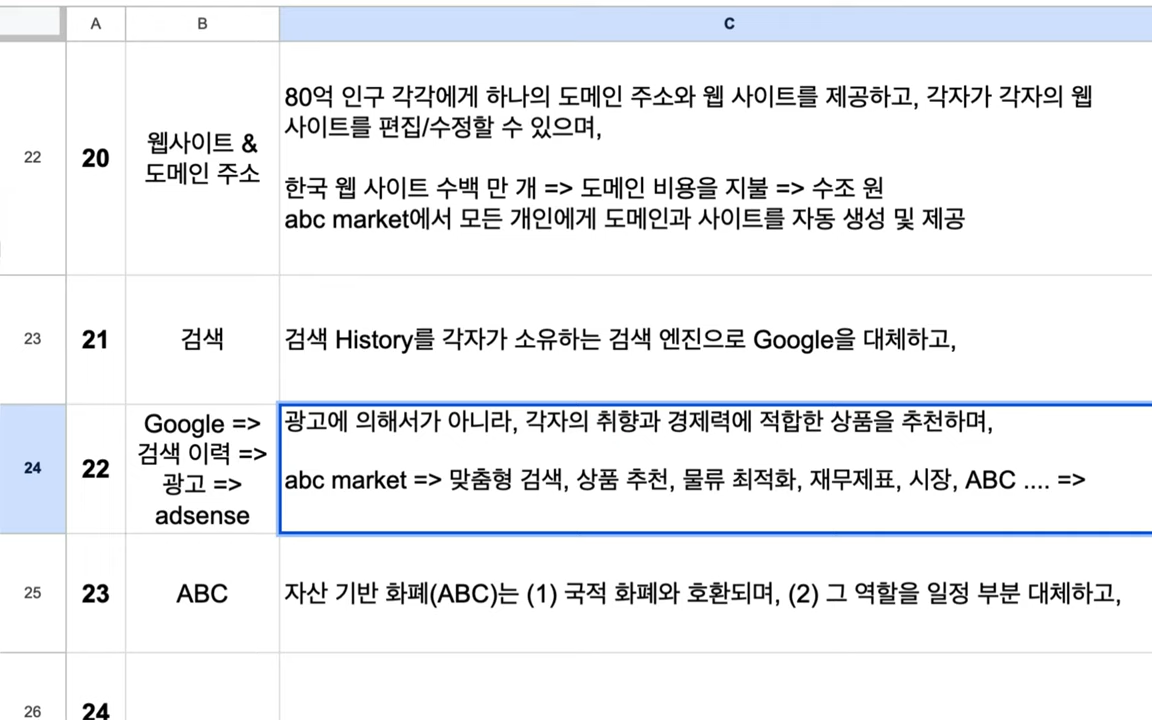 A B C
22 20 웹사이트 &
도메인 주소
80억 인구 각각에게 하나의 도메인 주소와 웹 사이트를 제공하고, 각자가 각자의 웹
사이트를 편집/수정할 수 있으며,
한국 웹 사이트 수백 만 개 => 도메인 비용을 지불 => 수조 원
abc market에서 모든 개인에게 도메인과 사이트를 자동 생성 및 제공
23 21 검색 검색 History를 각자가 소유하는 검색 엔진으로 Google을 대체하고,
24 22 Google =>
검색 이력 =>
광고 =>
adsense
광고에 의해서가 아니라, 각자의 취향과 경제력에 적합한 상품을 추천하며,
abc market => 맞춤형 검색, 상품 추천, 물류 최적화, 재무제표, 시장, ABC .... =>
25 23 ABC 자산 기반 화폐(ABC)는 (1) 국적 화폐와 호환되며, (2) 그 역할을 일정 부분 대체하고,
26 24